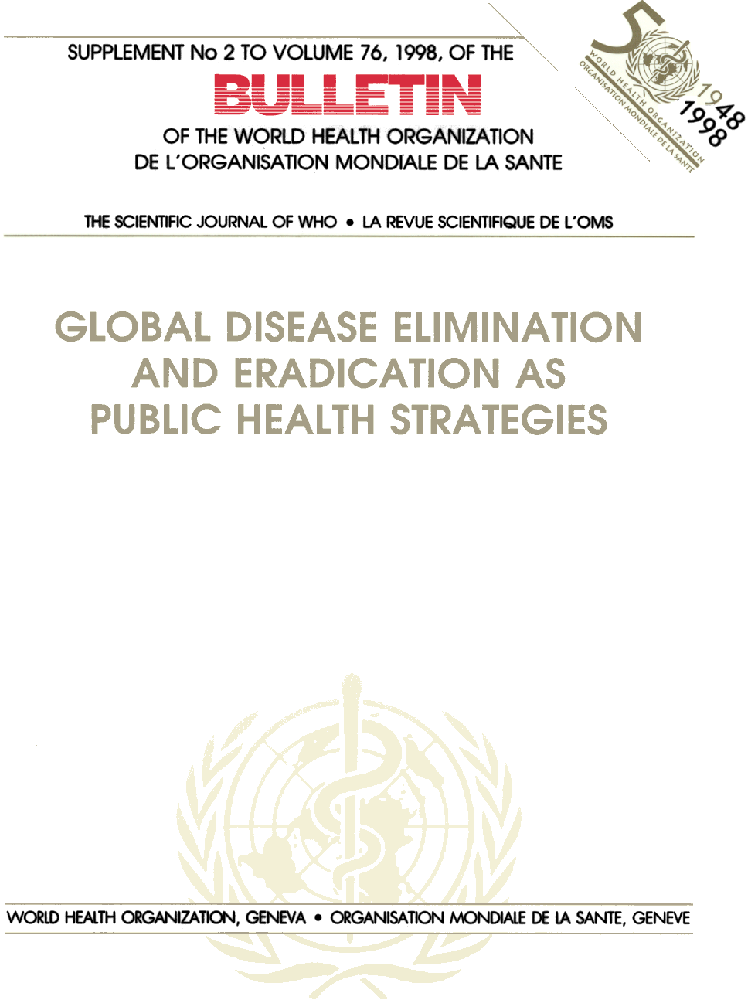 SUPPLEMENT No 2 TO VOLUME 76, 1998, OF THE
BULLETIN
OF THE WORLD HEALTH ORGANIZATION
DE L'ORGANISATION MONDIALE DE LA SANTE
50
WORLD HEALTH ORGANIZATION
ORGANISATION MONDIALE DE LA SANTÉ
1948
1998
THE SCIENTIFIC JOURNAL OF WHO • LA REVUE SCIENTIFIQUE DE L'OMS
GLOBAL DISEASE ELIMINATION
AND ERADICATION AS
PUBLIC HEALTH STRATEGIES
WORLD HEALTH ORGANIZATION, GENEVA • ORGANISATION MONDIALE DE LA SANTE, GENEVE